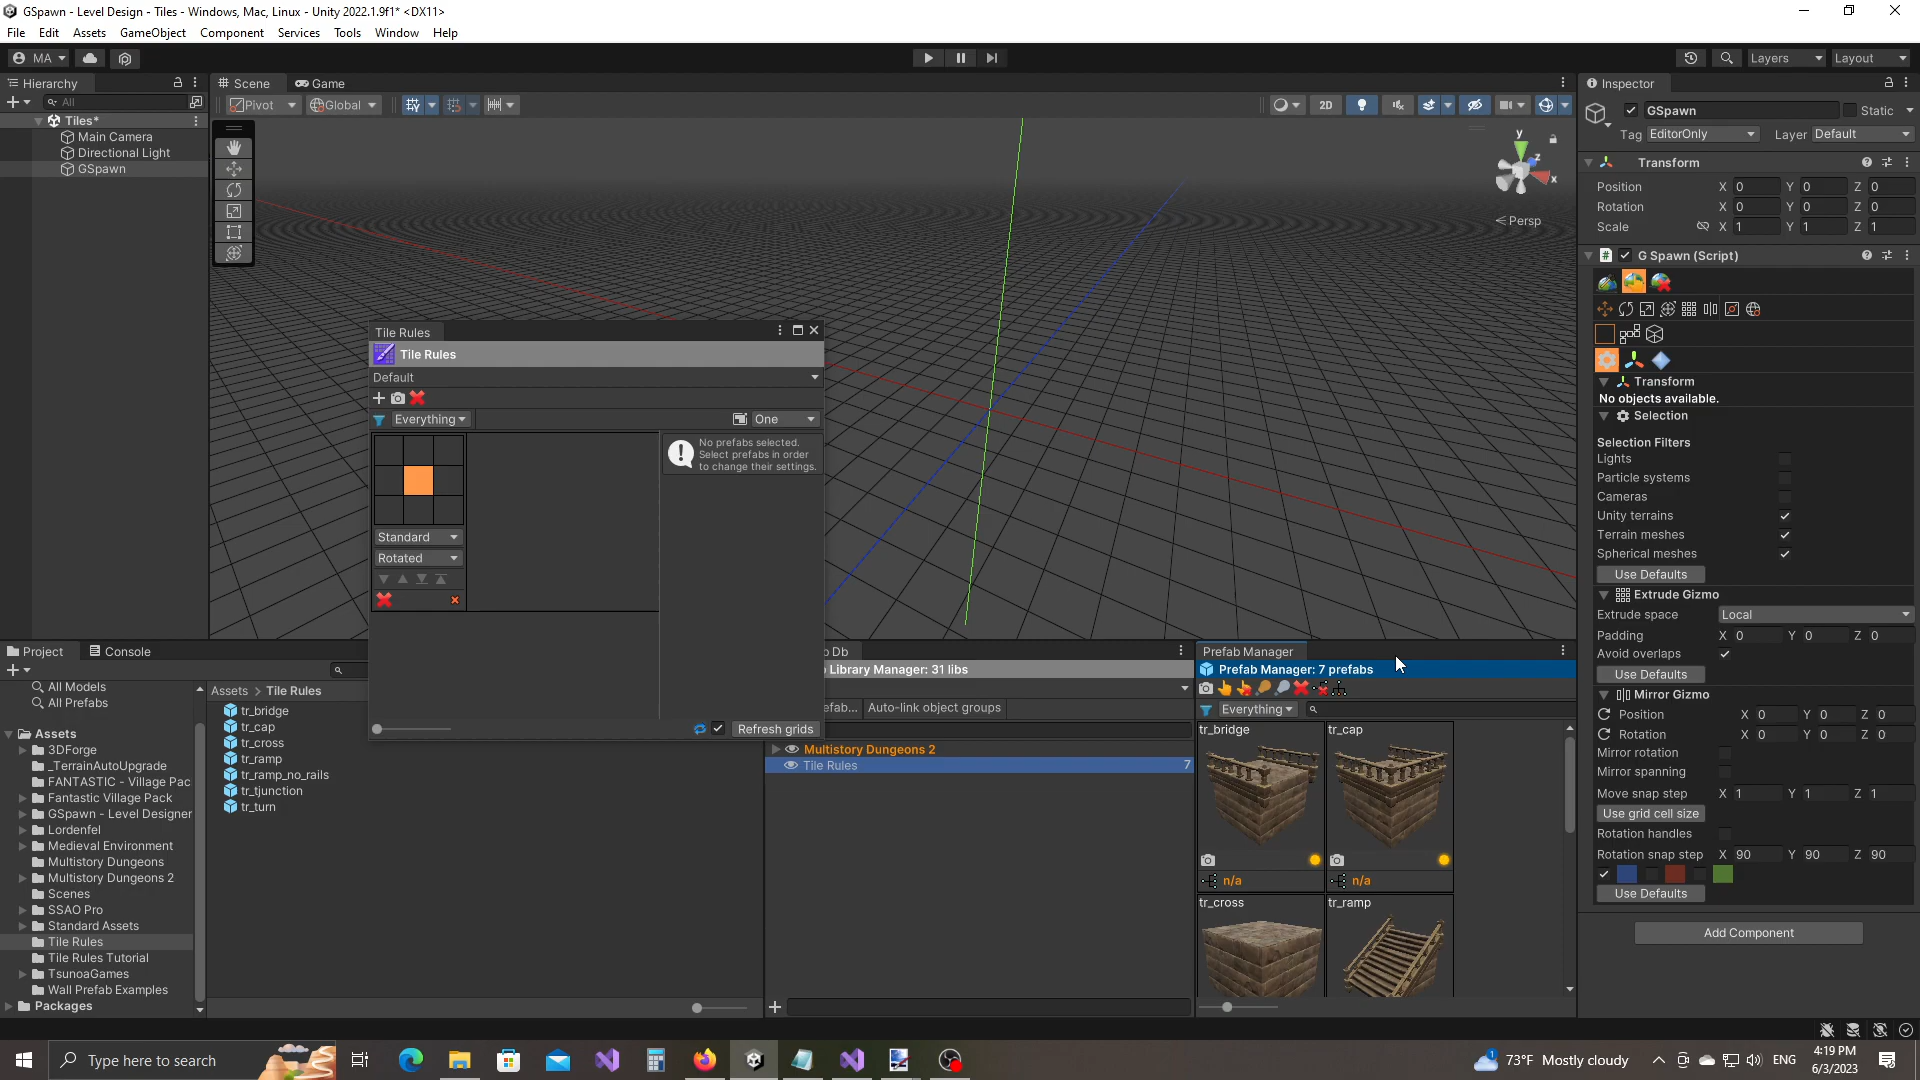 GSpawn - Level Design - Tiles - Windows, Mac, Linux - Unity 2022.1.9f1* <DX11>
File Edit Assets GameObject Component Services Tools Window Help
MA Layers Layout
Hierarchy
All
Tiles*
Main Camera
Directional Light
GSpawn
Scene Game
Pivot Global 2D
y
z
x
Persp
Tile Rules
Tile Rules
Default
Everything One
No prefabs selected.
Select prefabs in order
to change their settings.
Standard
Rotated
Refresh grids
Inspector
GSpawn Static
Tag EditorOnly Layer Default
Transform
Position X 0 Y 0 Z 0
Rotation X 0 Y 0 Z 0
Scale X 1 Y 1 Z 1
G Spawn (Script)
Transform
No objects available.
Selection
Selection Filters
Lights
Particle systems
Cameras
Unity terrains
Terrain meshes
Spherical meshes
Use Defaults
Extrude Gizmo
Extrude space Local
Padding X 0 Y 0 Z 0
Avoid overlaps
Use Defaults
Mirror Gizmo
Position X 0 Y 0 Z 0
Rotation X 0 Y 0 Z 0
Mirror rotation
Mirror spanning
Move snap step X 1 Y 1 Z 1
Use grid cell size
Rotation handles
Rotation snap step X 90 Y 90 Z 90
Use Defaults
Add Component
Project Console
All Models
All Prefabs
Assets
3DForge
_TerrainAutoUpgrade
FANTASTIC - Village Pac
Fantastic Village Pack
GSpawn - Level Designer
Lordenfel
Medieval Environment
Multistory Dungeons
Multistory Dungeons 2
Scenes
SSAO Pro
Standard Assets
Tile Rules
Tile Rules Tutorial
TsunoaGames
Wall Prefab Examples
Packages
Assets > Tile Rules
tr_bridge
tr_cap
tr_cross
tr_ramp
tr_ramp_no_rails
tr_tjunction
tr_turn
b Db
Library Manager: 31 libs
efab... Auto-link object groups
Multistory Dungeons 2
Tile Rules 7
Prefab Manager
Prefab Manager: 7 prefabs
Everything
tr_bridge tr_cap
n/a n/a
tr_cross tr_ramp
Type here to search
1 73°F Mostly cloudy ENG 4:19 PM
6/3/2023